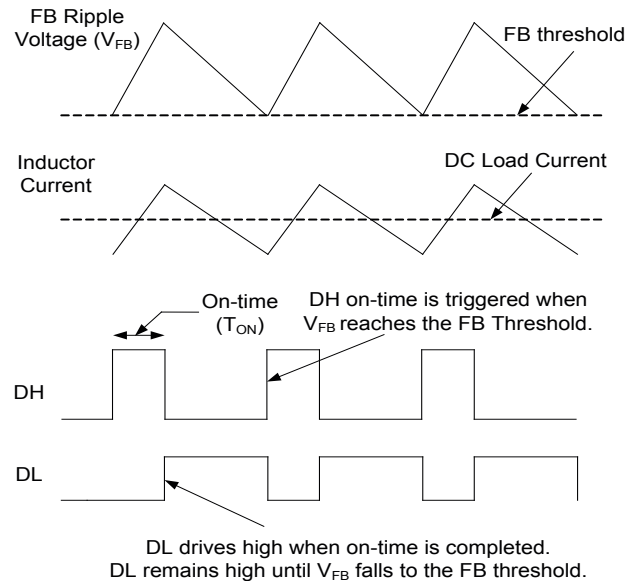 FB Ripple
Voltage (VFB)
FB threshold
Inductor
Current
DC Load Current
On-time
(TON)
DH on-time is triggered when
VFB reaches the FB Threshold.
DH
DL
DL drives high when on-time is completed.
DL remains high until VFB falls to the FB threshold.